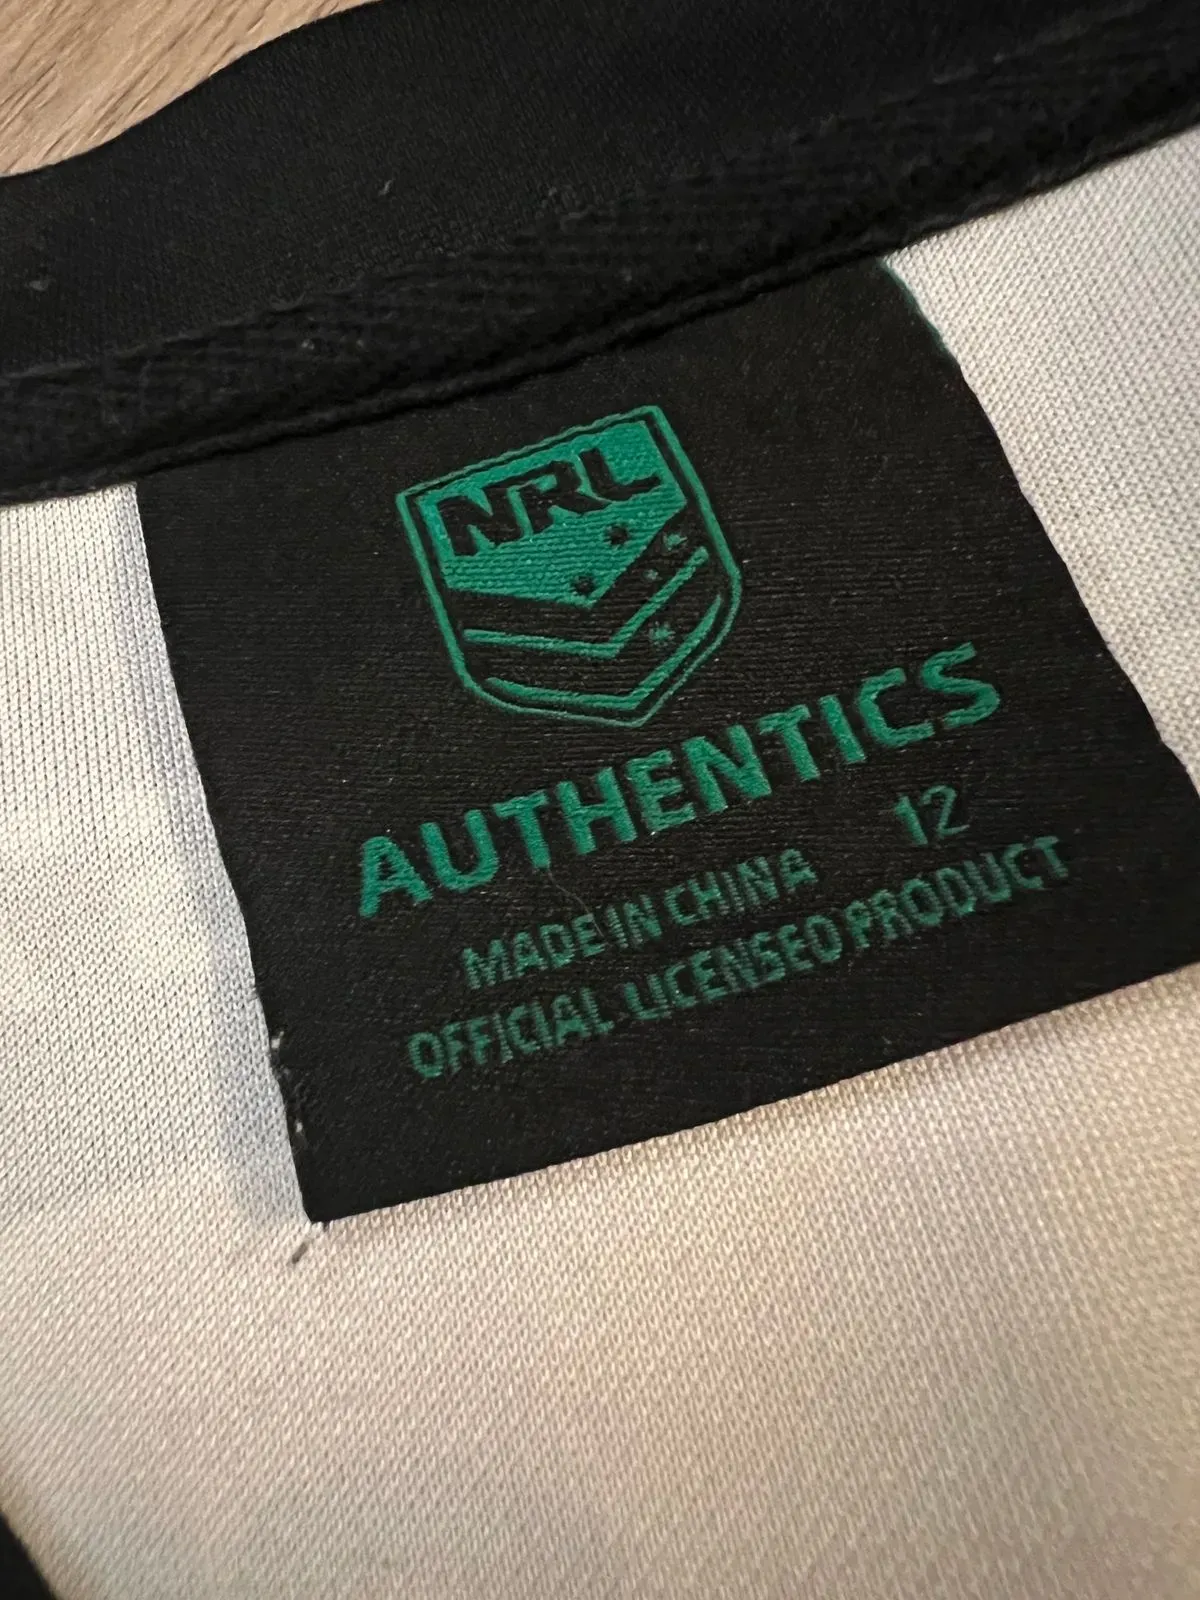 NRL
AUTHENTICS
12
MADE IN CHINA
OFFICIAL LICENSED PRODUCT